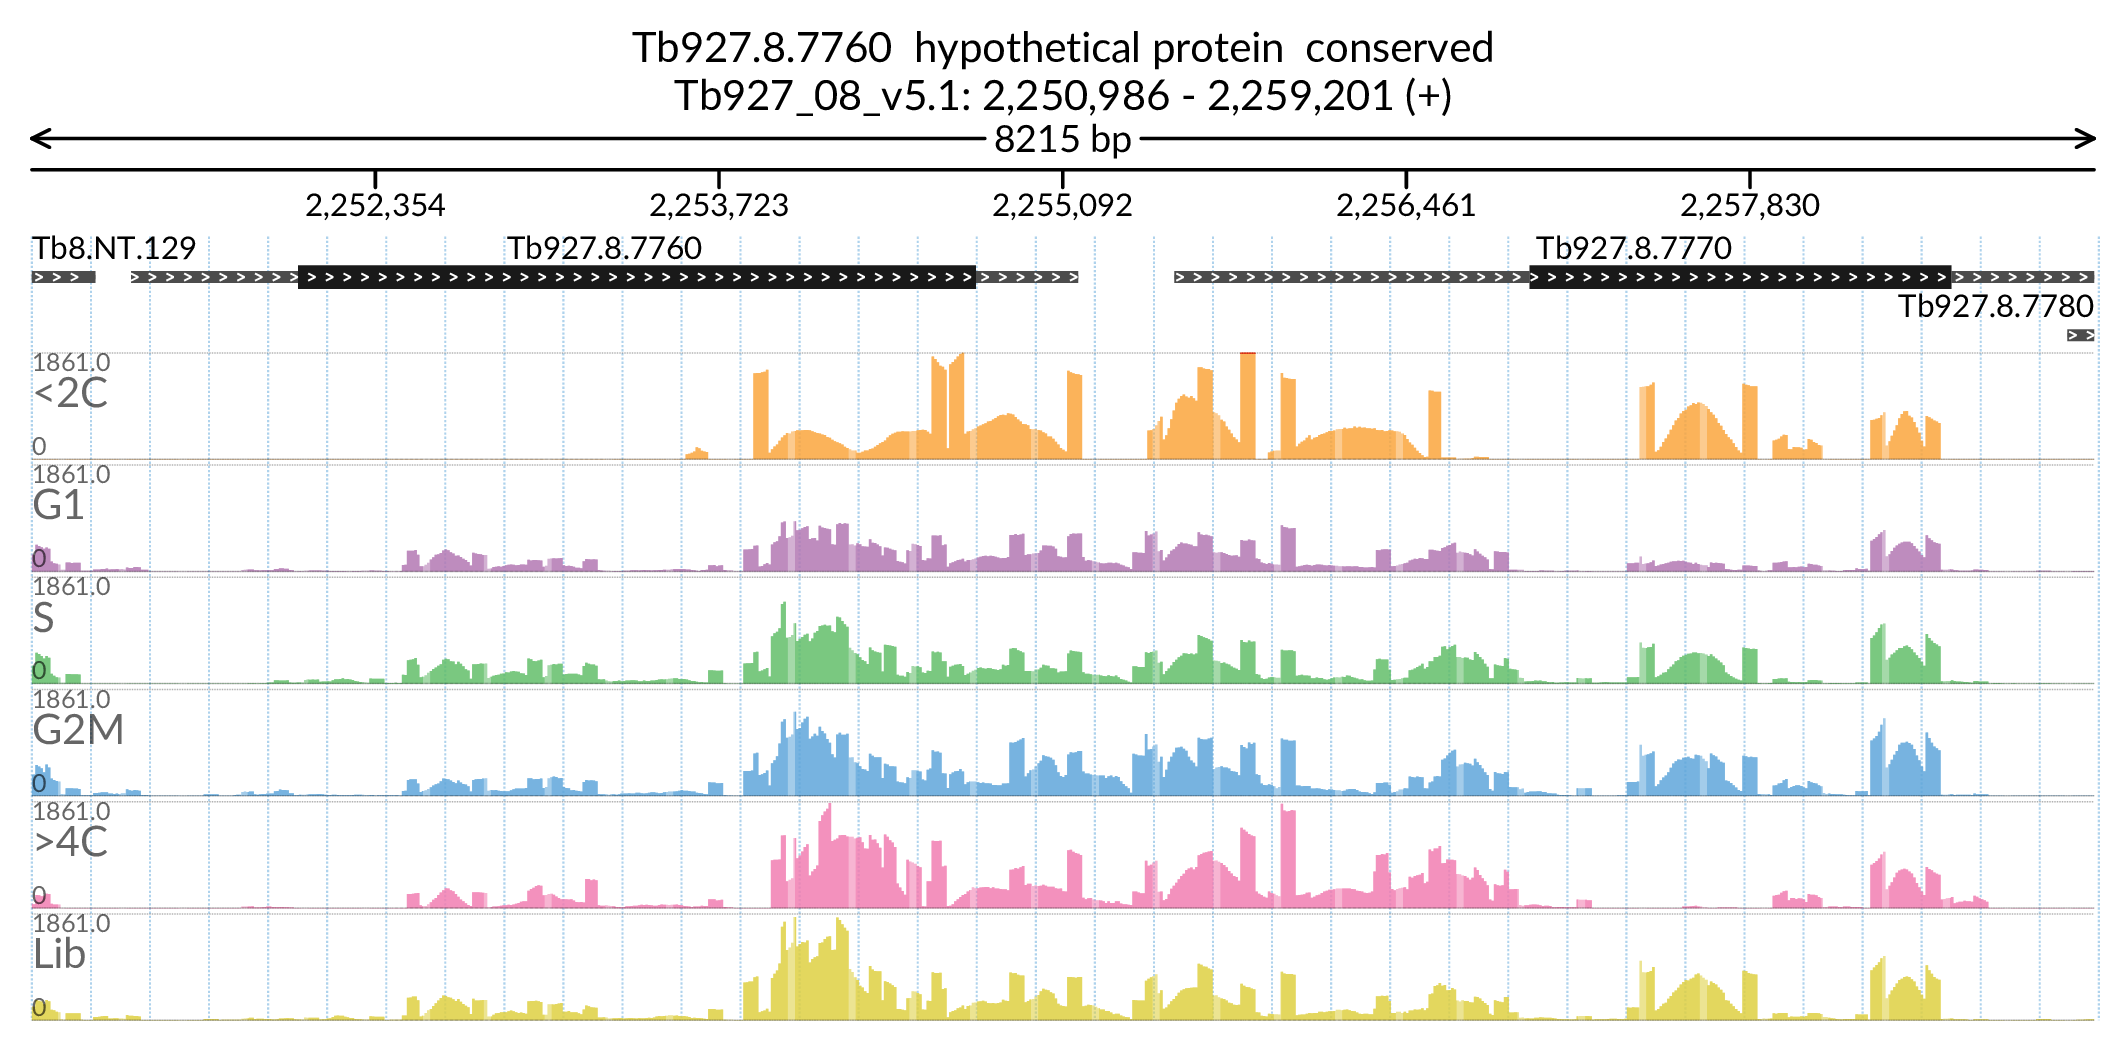 Tb927.8.7760  hypothetical protein  conserved
Tb927_08_v5.1: 2,250,986 - 2,259,201 (+)
8215 bp
2,252,354 2,253,723 2,255,092 2,256,461 2,257,830
Tb8.NT.129 Tb927.8.7760 Tb927.8.7770
Tb927.8.7780
1861.0
<2C
0
1861.0
G1
0
1861.0
S
0
1861.0
G2M
0
1861.0
>4C
0
1861.0
Lib
0